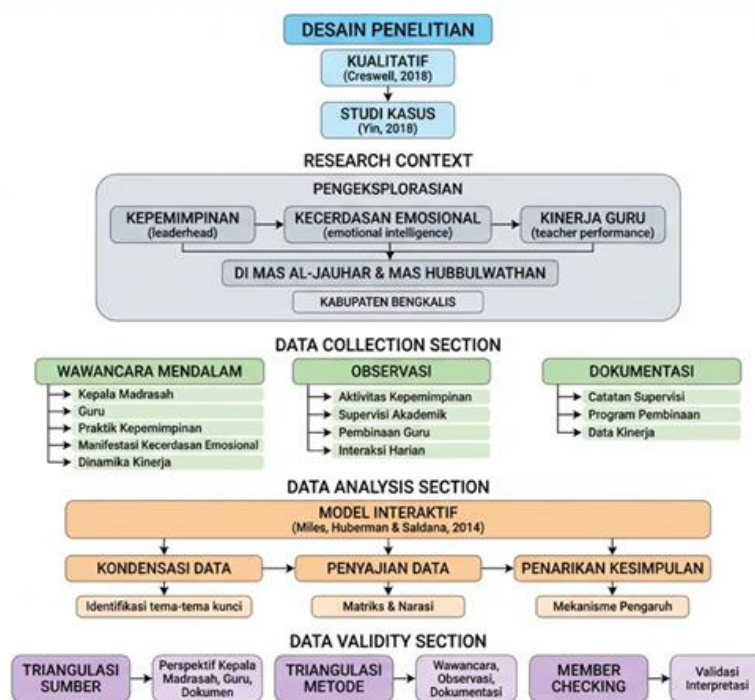 DESAIN PENELITIAN
KUALITATIF
(Creswell, 2018)
STUDI KASUS
(Yin, 2018)
RESEARCH CONTEXT
PENGEKSPLORASIAN
KEPEMIMPINAN
(leaderhead)
KECERDASAN EMOSIONAL
(emotional intelligence)
KINERJA GURU
(teacher performance)
DI MAS AL-JAUHAR & MAS HUBBULWATHAN
KABUPATEN BENGKALIS
DATA COLLECTION SECTION
WAWANCARA MENDALAM
Kepala Madrasah
Guru
Praktik Kepemimpinan
Manifestasi Kecerdasan Emosional
Dinamika Kinerja
OBSERVASI
Aktivitas Kepemimpinan
Supervisi Akademik
Pembinaan Guru
Interaksi Harian
DOKUMENTASI
Catatan Supervisi
Program Pembinaan
Data Kinerja
DATA ANALYSIS SECTION
MODEL INTERAKTIF
(Miles, Huberman & Saldana, 2014)
KONDENSASI DATA
PENYAJIAN DATA
PENARIKAN KESIMPULAN
Identifikasi tema-tema kunci
Matriks & Narasi
Mekanisme Pengaruh
DATA VALIDITY SECTION
TRIANGULASI
SUMBER
Perspektif Kepala
Madrasah, Guru,
Dokumen
TRIANGULASI
METODE
Wawancara,
Observasi,
Dokumentasi
MEMBER
CHECKING
Validasi
Interpretasi